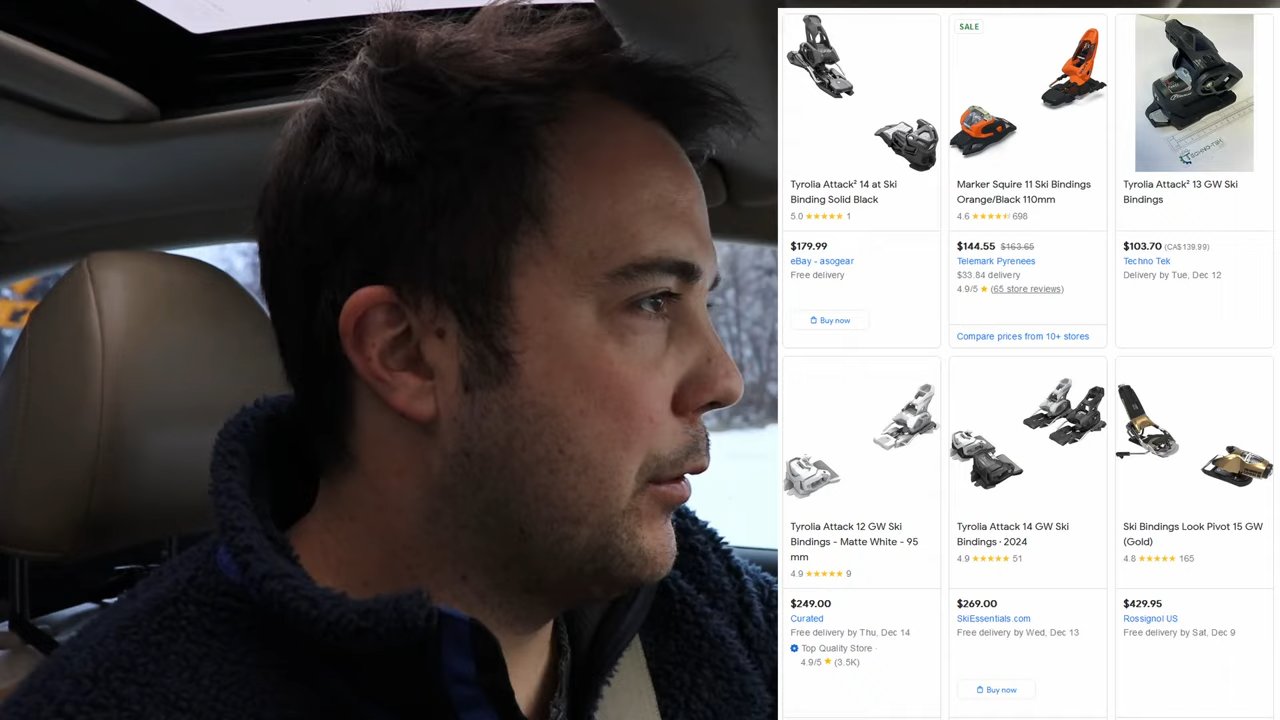 SALE
Tyrolia Attack² 14 at Ski
Binding Solid Black
5.0 ★★★★★ 1
$179.99
eBay - asogear
Free delivery
Buy now
Marker Squire 11 Ski Bindings
Orange/Black 110mm
4.6 ★★★★★ 698
$144.55 $163.65
Telemark Pyrenees
$33.84 delivery
4.9/5 ★ (65 store reviews)
Compare prices from 10+ stores
TECHNO-TEK
Tyrolia Attack² 13 GW Ski
Bindings
$103.70 (CA$139.99)
Techno Tek
Delivery by Tue, Dec 12
Tyrolia Attack 12 GW Ski
Bindings - Matte White - 95
mm
4.9 ★★★★★ 9
$249.00
Curated
Free delivery by Thu, Dec 14
Top Quality Store ·
4.9/5 ★ (3.5K)
Tyrolia Attack 14 GW Ski
Bindings · 2024
4.9 ★★★★★ 51
$269.00
SkiEssentials.com
Free delivery by Wed, Dec 13
Buy now
Ski Bindings Look Pivot 15 GW
(Gold)
4.8 ★★★★★ 165
$429.95
Rossignol US
Free delivery by Sat, Dec 9